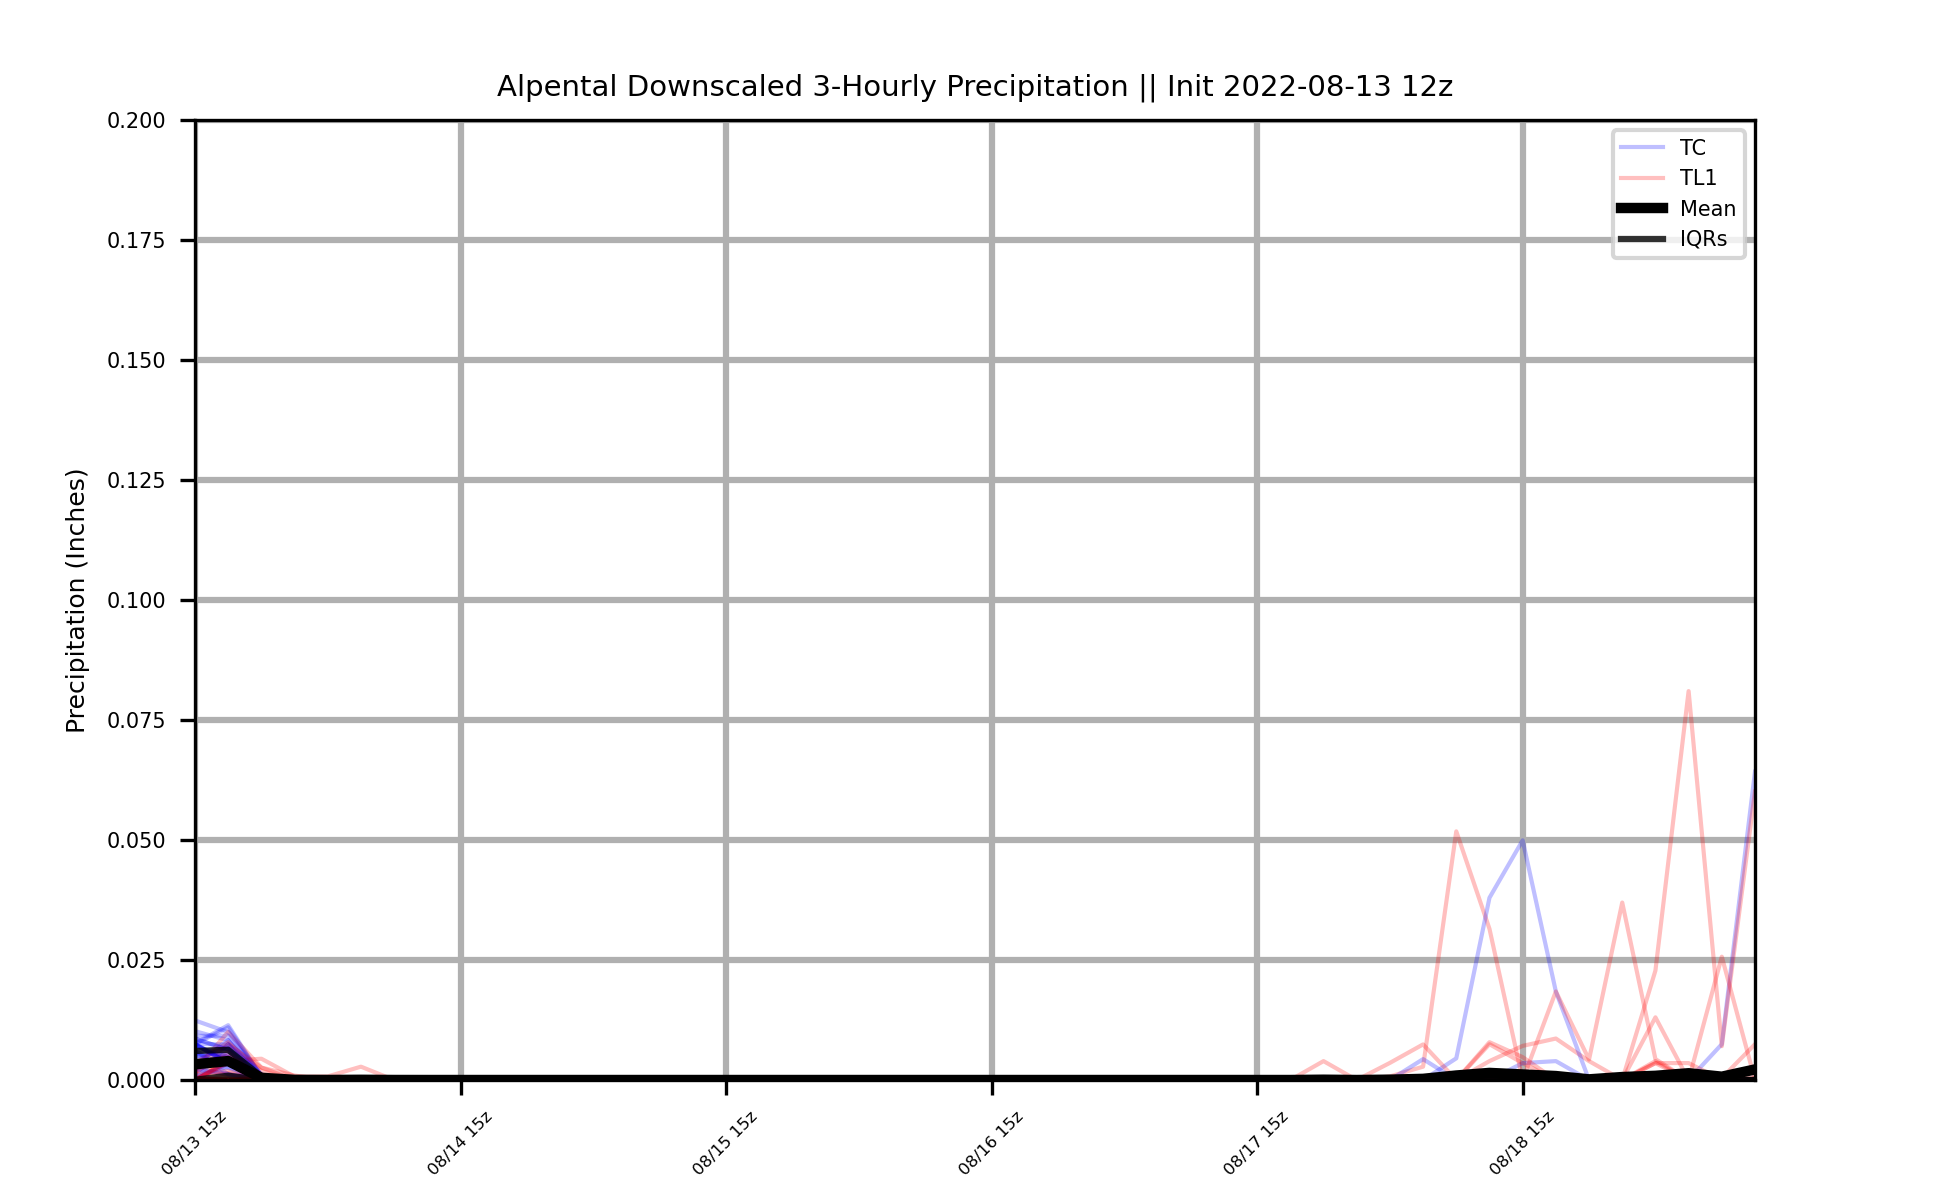 Alpental Downscaled 3-Hourly Precipitation || Init 2022-08-13 12z
TC
TL1
Mean
IQRs
Precipitation (Inches)
0.200
0.175
0.150
0.125
0.100
0.075
0.050
0.025
0.000
08/13 15z
08/14 15z
08/15 15z
08/16 15z
08/17 15z
08/18 15z